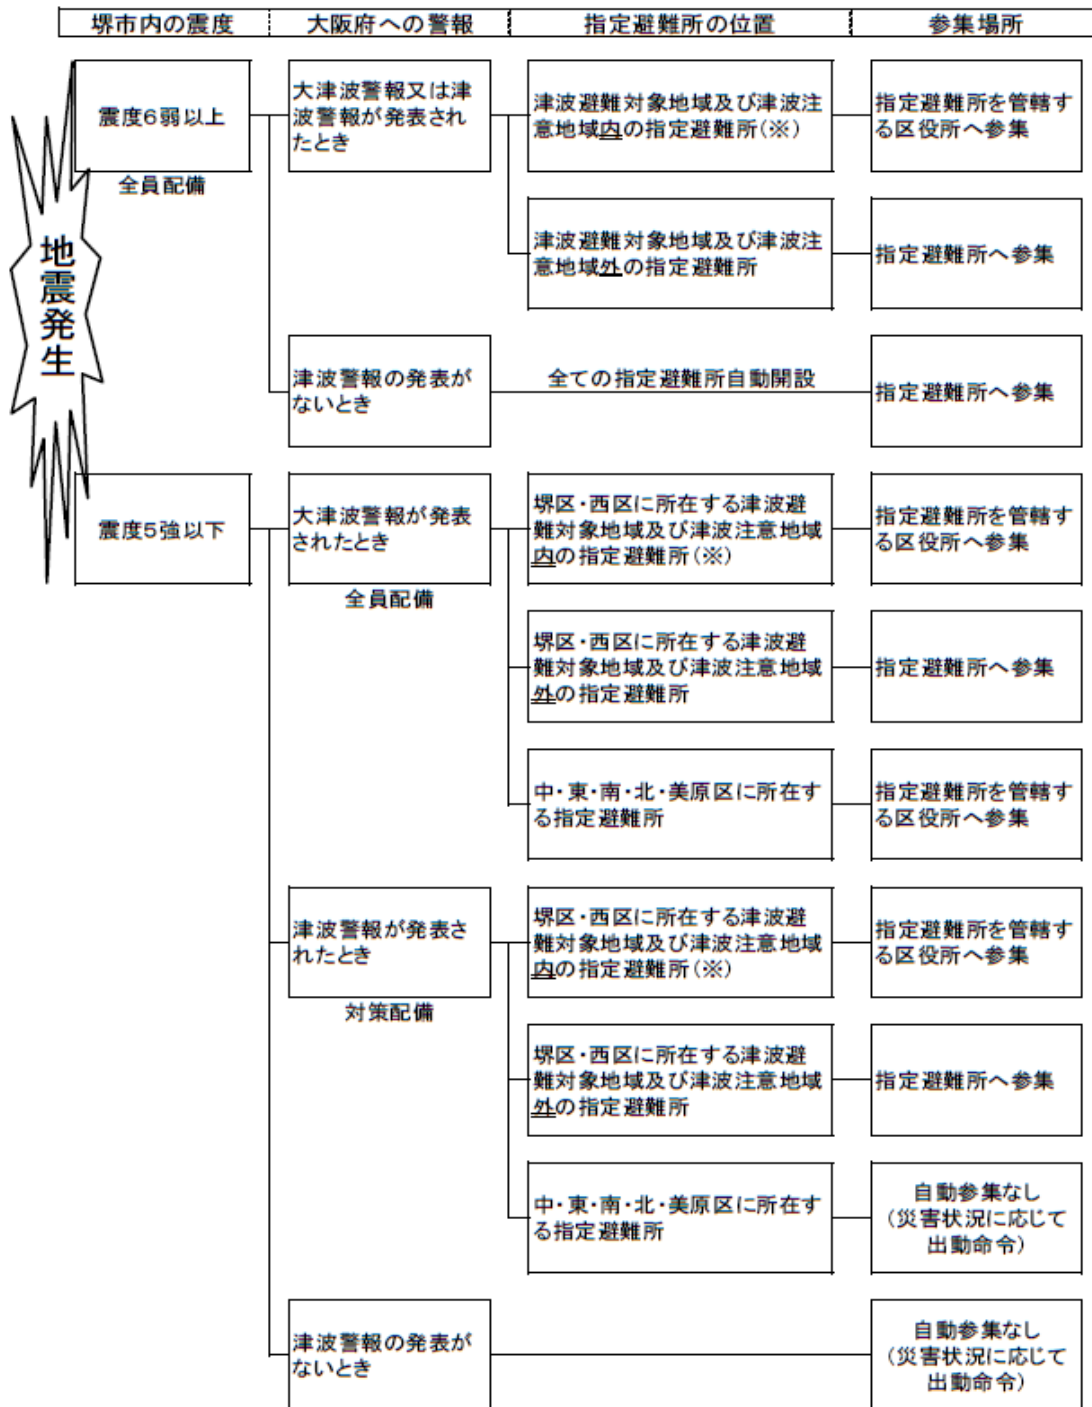 堺市内の震度
大阪府への警報
指定避難所の位置
参集場所
地震発生
震度6弱以上
全員配備
大津波警報又は津
波警報が発表され
たとき
津波避難対象地域及び津波注
意地域内の指定避難所(※)
指定避難所を管轄す
る区役所へ参集
津波避難対象地域及び津波注
意地域外の指定避難所
指定避難所へ参集
津波警報の発表が
ないとき
全ての指定避難所自動開設
指定避難所へ参集
震度5強以下
大津波警報が発表
されたとき
全員配備
堺区・西区に所在する津波避
難対象地域及び津波注意地域
内の指定避難所(※)
指定避難所を管轄す
る区役所へ参集
堺区・西区に所在する津波避
難対象地域及び津波注意地域
外の指定避難所
指定避難所へ参集
中・東・南・北・美原区に所在す
る指定避難所
指定避難所を管轄す
る区役所へ参集
津波警報が発表さ
れたとき
対策配備
堺区・西区に所在する津波避
難対象地域及び津波注意地域
内の指定避難所(※)
指定避難所を管轄す
る区役所へ参集
堺区・西区に所在する津波避
難対象地域及び津波注意地域
外の指定避難所
指定避難所へ参集
中・東・南・北・美原区に所在す
る指定避難所
自動参集なし
(災害状況に応じて
出動命令)
津波警報の発表が
ないとき
自動参集なし
(災害状況に応じて
出動命令)